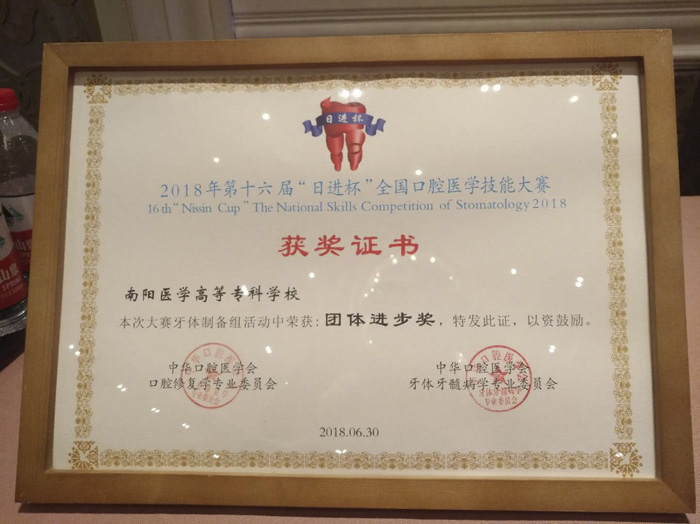 日进杯
2018年第十六届“日进杯”全国口腔医学技能大赛
16th “Nissin Cup” The National Skills Competition of Stomatology 2018
获奖证书
南阳医学高等专科学校
本次大赛牙体制备组活动中荣获：团体进步奖，特发此证，以资鼓励。
中华口腔医学会
口腔修复学专业委员会
中华口腔医学会
牙体牙髓病学专业委员会
2018.06.30